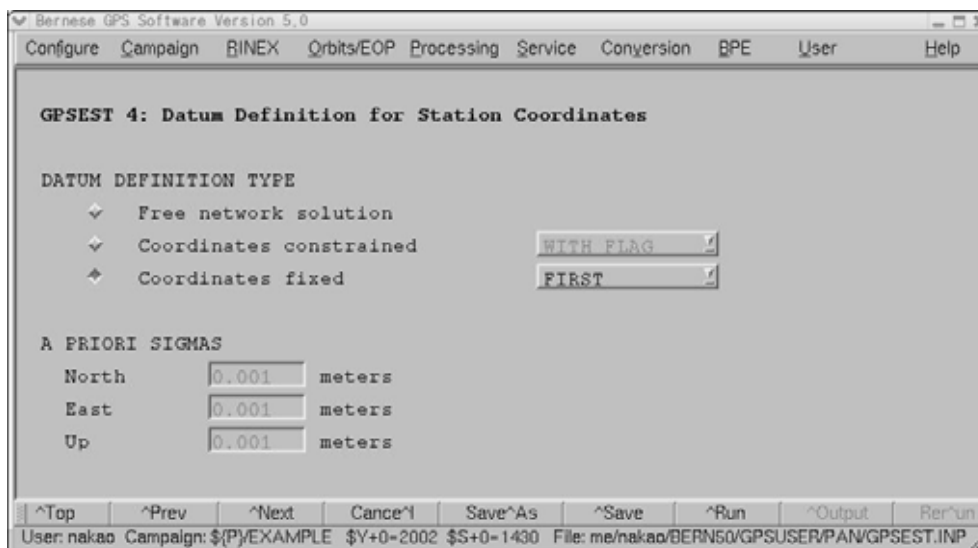 Bernese GPS Software Version 5.0
Configure Campaign RINEX Orbits/EOP Processing Service Conversion BPE User Help
GPSEST 4: Datum Definition for Station Coordinates
DATUM DEFINITION TYPE
Free network solution
Coordinates constrained WITH FLAG
Coordinates fixed FIRST
A PRIORI SIGMAS
North 0.001 meters
East 0.001 meters
Up 0.001 meters
^Top ^Prev ^Next Cance^l Save^As ^Save ^Run ^Output Rer^un
User: nakao Campaign: ${P}/EXAMPLE $Y+0=2002 $S+0=1430 File: me/nakao/BERN50/GPSUSER/PAN/GPSEST.INP